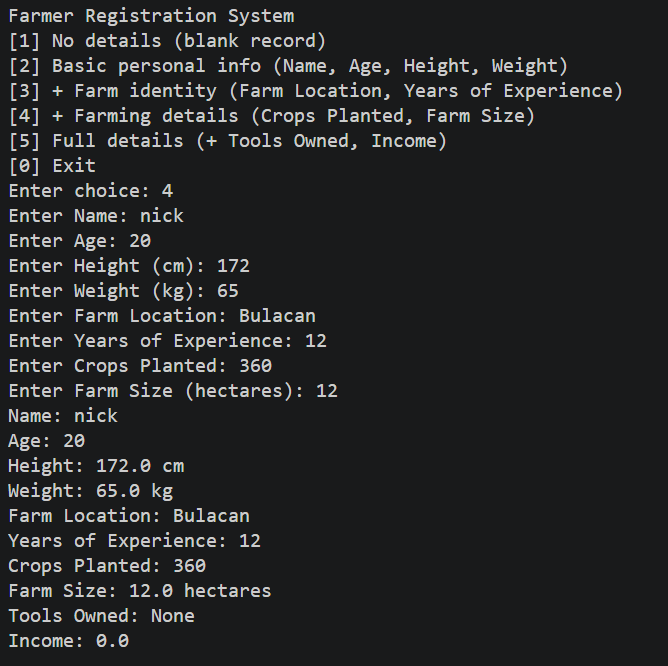 Farmer Registration System
[1] No details (blank record)
[2] Basic personal info (Name, Age, Height, Weight)
[3] + Farm identity (Farm Location, Years of Experience)
[4] + Farming details (Crops Planted, Farm Size)
[5] Full details (+ Tools Owned, Income)
[0] Exit
Enter choice: 4
Enter Name: nick
Enter Age: 20
Enter Height (cm): 172
Enter Weight (kg): 65
Enter Farm Location: Bulacan
Enter Years of Experience: 12
Enter Crops Planted: 360
Enter Farm Size (hectares): 12
Name: nick
Age: 20
Height: 172.0 cm
Weight: 65.0 kg
Farm Location: Bulacan
Years of Experience: 12
Crops Planted: 360
Farm Size: 12.0 hectares
Tools Owned: None
Income: 0.0